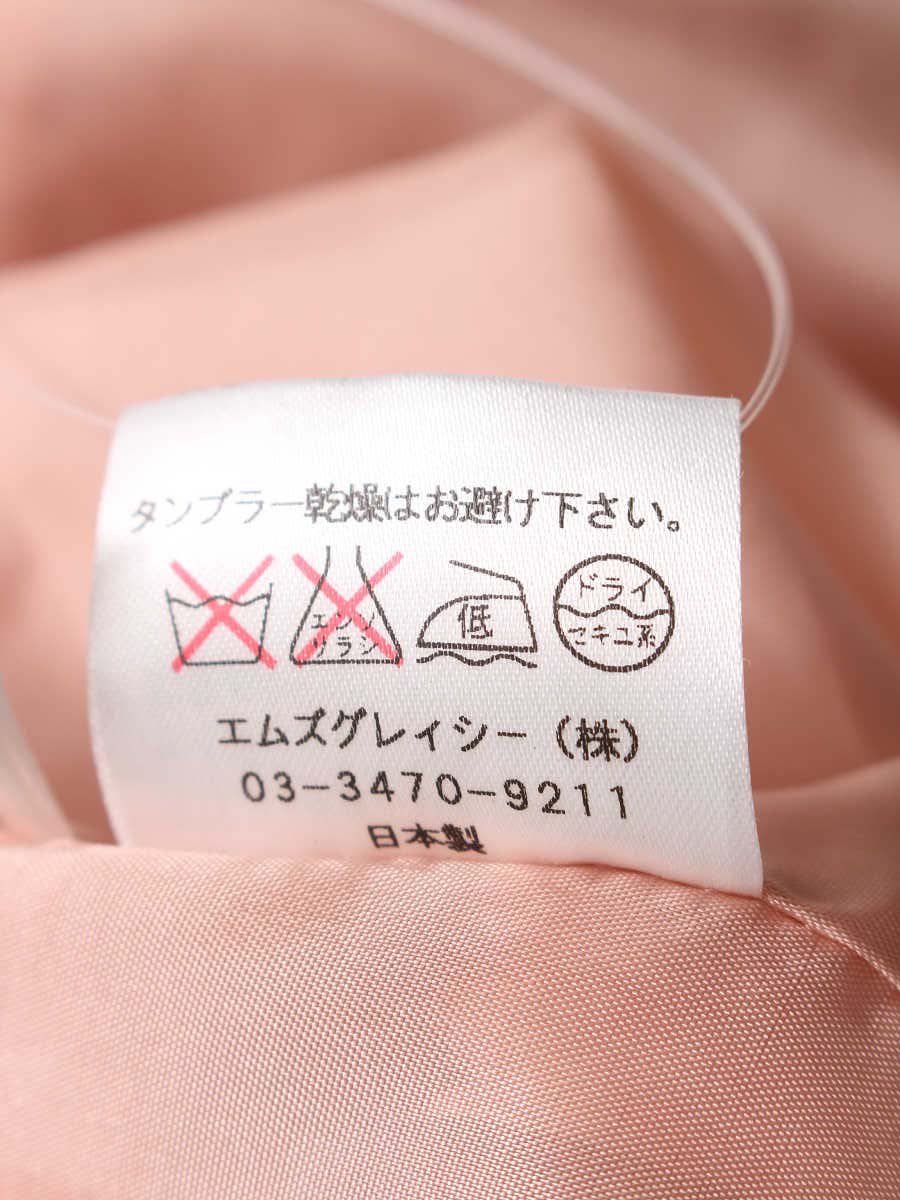 タンブラー乾燥はお避け下さい。
エンソ
サラシ
低
ドライ
セキユ系
エムズグレイシー（株）
03-3470-9211
日本製